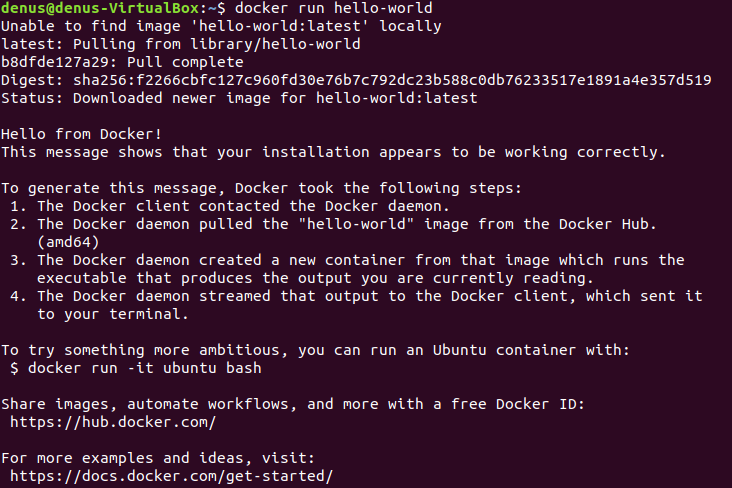 denus@denus-VirtualBox:~$ docker run hello-world
Unable to find image 'hello-world:latest' locally
latest: Pulling from library/hello-world
b8dfde127a29: Pull complete
Digest: sha256:f2266cbfc127c960fd30e76b7c792dc23b588c0db76233517e1891a4e357d519
Status: Downloaded newer image for hello-world:latest

Hello from Docker!
This message shows that your installation appears to be working correctly.

To generate this message, Docker took the following steps:
 1. The Docker client contacted the Docker daemon.
 2. The Docker daemon pulled the "hello-world" image from the Docker Hub.
    (amd64)
 3. The Docker daemon created a new container from that image which runs the
    executable that produces the output you are currently reading.
 4. The Docker daemon streamed that output to the Docker client, which sent it
    to your terminal.

To try something more ambitious, you can run an Ubuntu container with:
 $ docker run -it ubuntu bash

Share images, automate workflows, and more with a free Docker ID:
 https://hub.docker.com/

For more examples and ideas, visit:
 https://docs.docker.com/get-started/